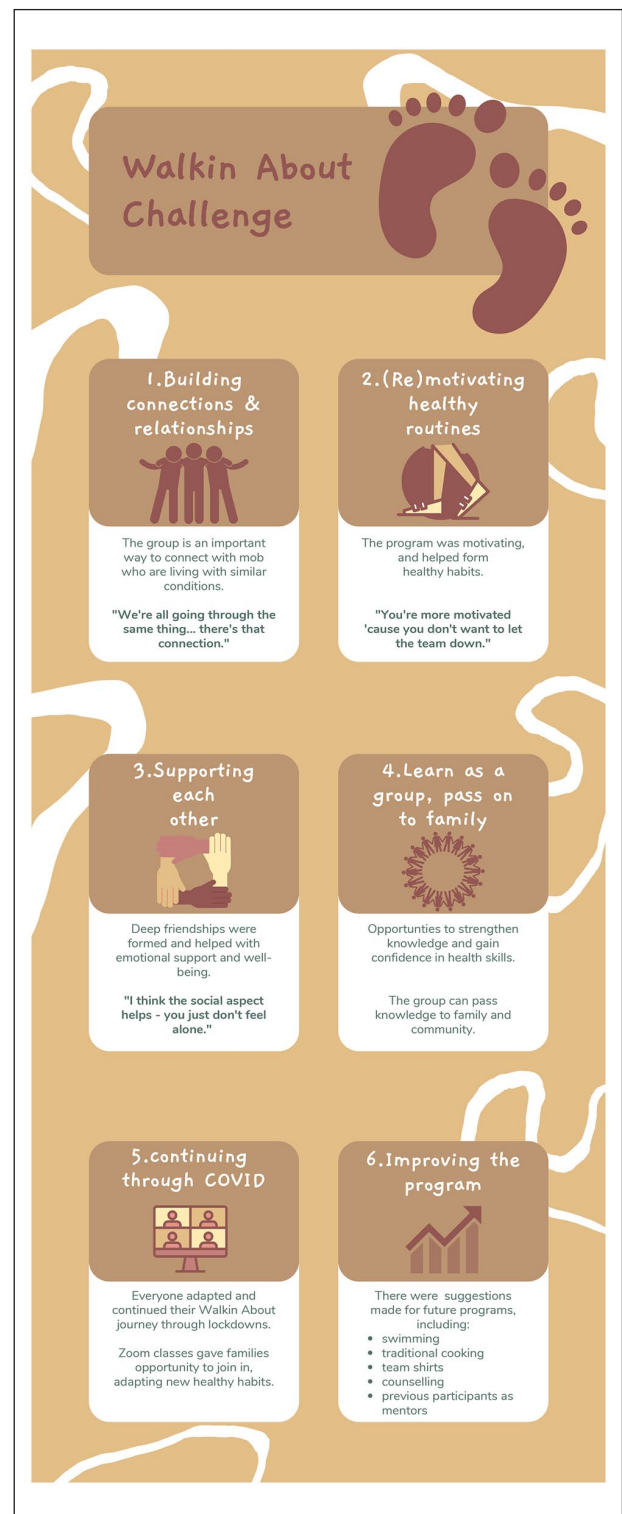 Walkin About
Challenge
1.Building
connections &
relationships
The group is an important
way to connect with mob
who are living with similar
conditions.
"We're all going through the
same thing... there's that
connection."
2.(Re)motivating
healthy
routines
The program was motivating,
and helped form
healthy habits.
"You're more motivated
'cause you don't want to let
the team down."
3.Supporting
each
other
Deep friendships were
formed and helped with
emotional support and well-
being.
"I think the social aspect
helps - you just don't feel
alone."
4.Learn as a
group, pass on
to family
Opportunties to strengthen
knowledge and gain
confidence in health skills.
The group can pass
knowledge to family and
community.
5.continuing
through COVID
Everyone adapted and
continued their Walkin About
journey through lockdowns.
Zoom classes gave families
opportunity to join in,
adapting new healthy habits.
6.Improving the
program
There were suggestions
made for future programs,
including:
• swimming
• traditional cooking
• team shirts
• counselling
• previous participants as
mentors